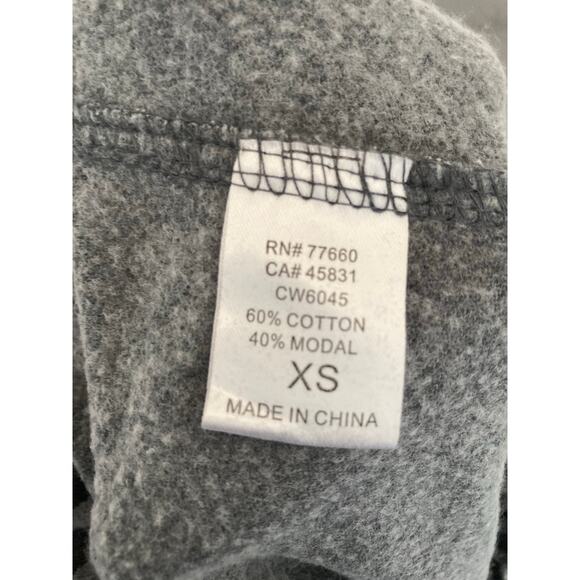 RN# 77660
CA# 45831
CW6045
60% COTTON
40% MODAL
XS
MADE IN CHINA